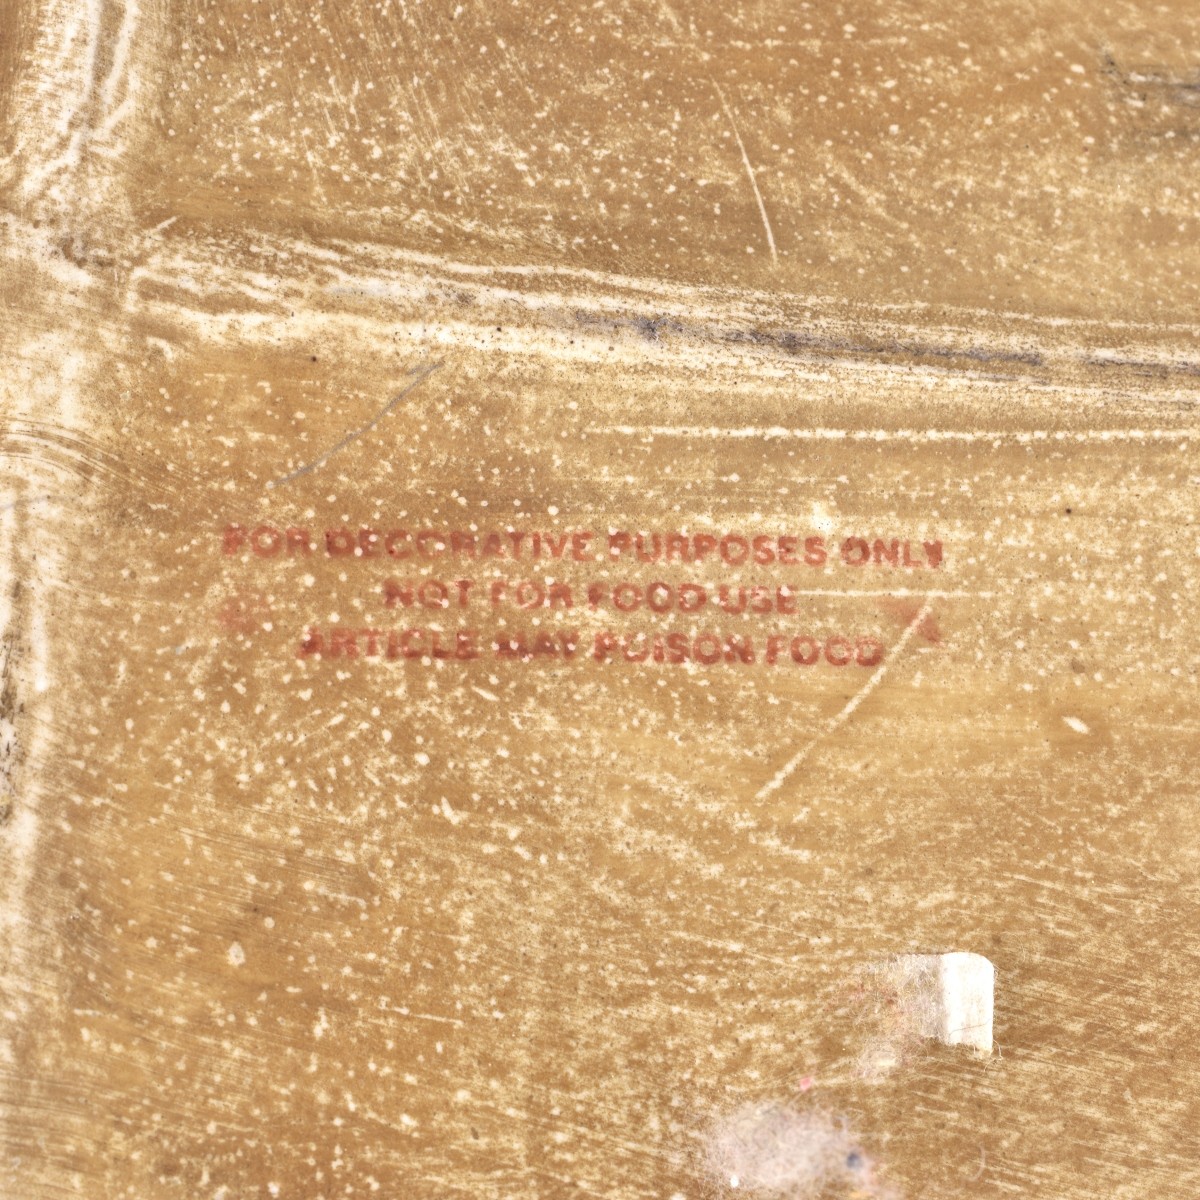 FOR DECORATIVE PURPOSES ONLY
NOT FOR FOOD USE
ARTICLE MAY POISON FOOD